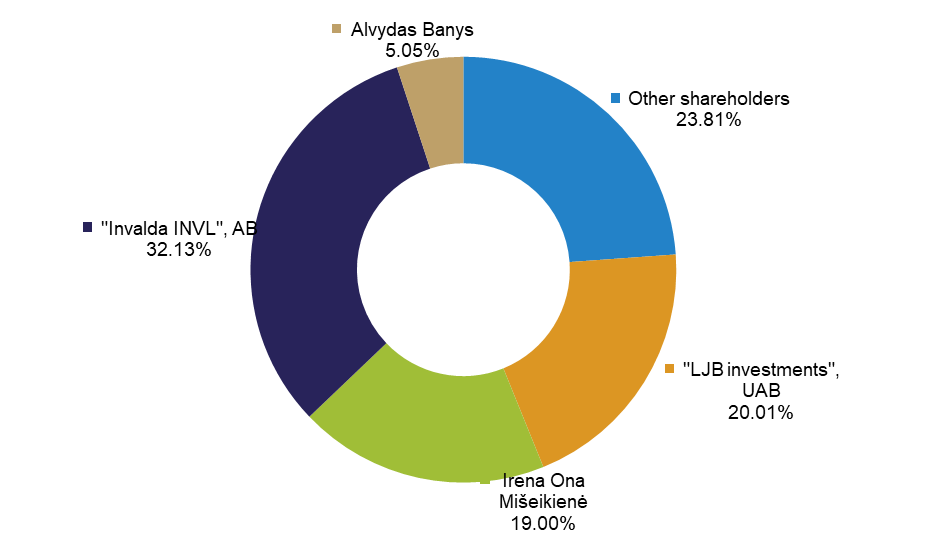 Alvydas Banys
5.05%
Other shareholders
23.81%
"Invalda INVL", AB
32.13%
"LJB investments",
UAB
20.01%
Irena Ona
Mišeikienė
19.00%